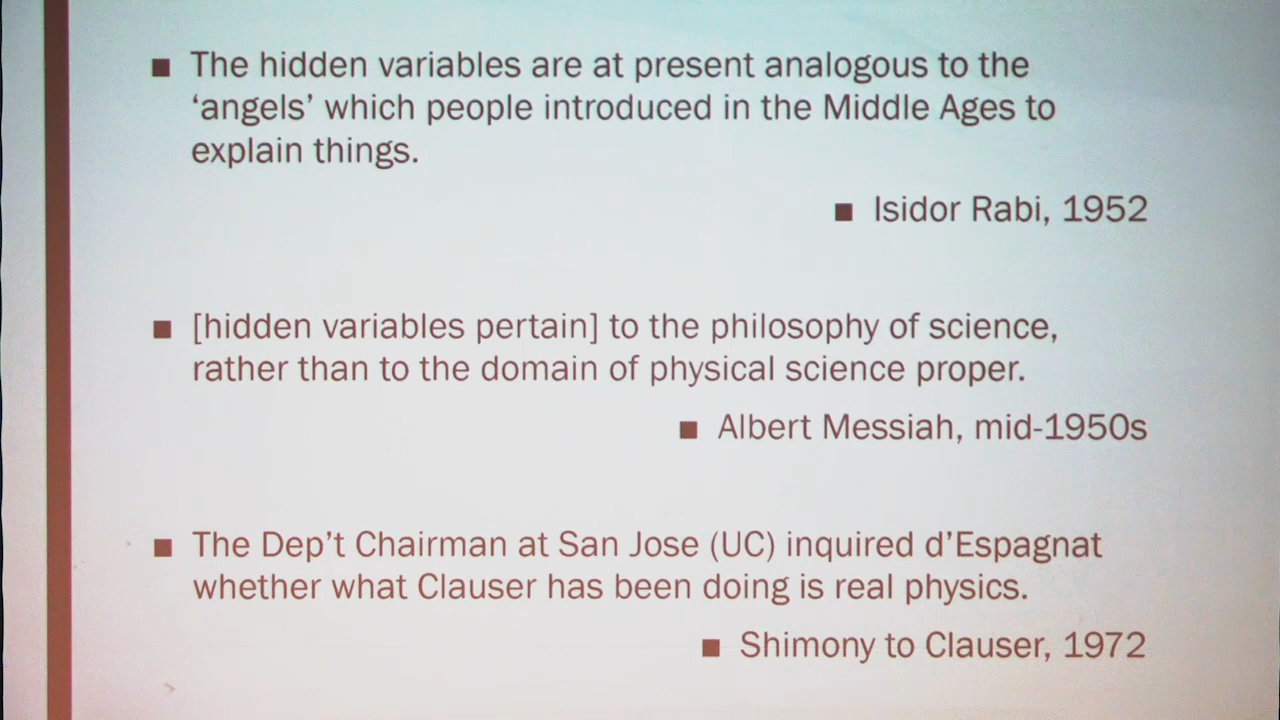 ■ The hidden variables are at present analogous to the
‘angels’ which people introduced in the Middle Ages to
explain things.
■ Isidor Rabi, 1952
■ [hidden variables pertain] to the philosophy of science,
rather than to the domain of physical science proper.
■ Albert Messiah, mid-1950s
■ The Dep’t Chairman at San Jose (UC) inquired d’Espagnat
whether what Clauser has been doing is real physics.
■ Shimony to Clauser, 1972